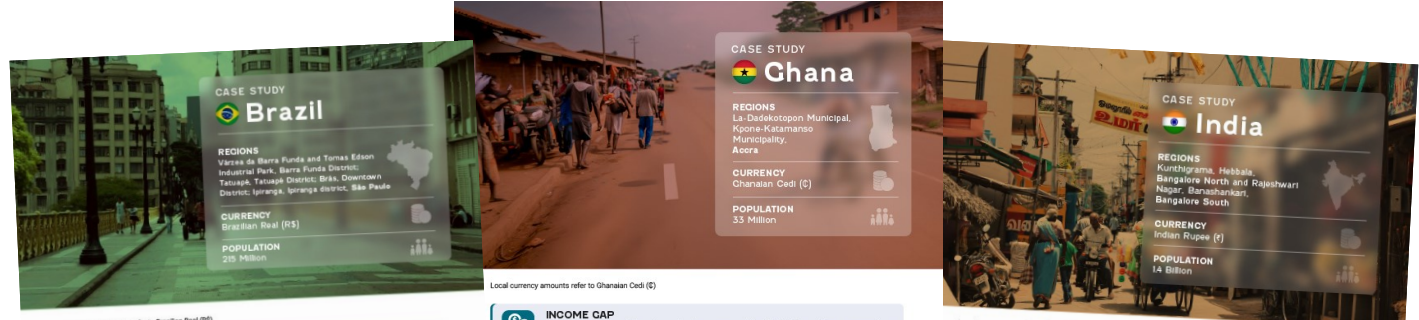 CASE STUDY
Brazil
REGIONS
Várzea da Barra Funda and Tomas Edson
Industrial Park, Barra Funda District;
Tatuapé, Tatuapé District; Brás, Downtown
District; Ipiranga, Ipiranga district, São Paulo
CURRENCY
Brazilian Real (R$)
POPULATION
215 Million
CASE STUDY
Ghana
REGIONS
La-Dadekotopon Municipal,
Kpone-Katamanso
Municipality,
Accra
CURRENCY
Ghanaian Cedi (₵)
POPULATION
33 Million
Local currency amounts refer to Ghanaian Cedi (₵)
INCOME GAP
CASE STUDY
India
REGIONS
Kunthigrama, Hebbala,
Bangalore North and Rajeshwari
Nagar, Banashankari,
Bangalore South
CURRENCY
Indian Rupee (₹)
POPULATION
1.4 Billion